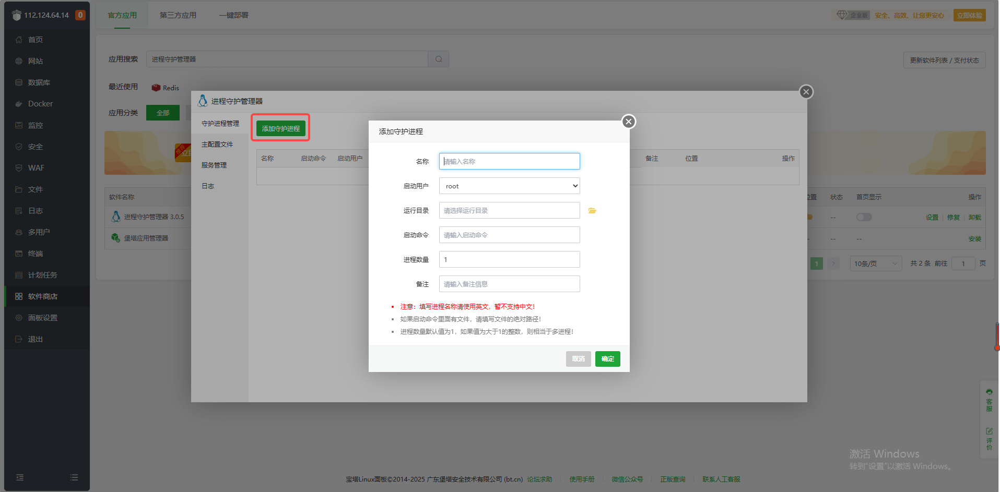 112.124.64.14
0
首页
网站
数据库
Docker
监控
安全
WAF
文件
日志
多用户
终端
计划任务
软件商店
面板设置
退出
官方应用
第三方应用
一键部署
企业版
安全、高效、让您更安心
立即体验
应用搜索
进程守护管理器
更新软件列表 / 支付状态
最近使用
Redis
应用分类
全部
推荐
软件名称
进程守护管理器 3.0.5
堡塔应用管理器
状态
首页显示
操作
--
设置
修复
卸载
--
--
安装
1
10条/页
共 2 条
前往
1
页
进程守护管理器
守护进程管理
主配置文件
服务管理
日志
添加守护进程
名称
启动命令
启动用户
备注
位置
操作
添加守护进程
名称
请输入名称
启动用户
root
运行目录
请选择运行目录
启动命令
请输入启动命令
进程数量
1
备注
请输入备注信息
注意：填写进程名称请使用英文，暂不支持中文！
如果启动命令里面有文件，请填写文件的绝对路径！
进程数量默认值为1，如果值为大于1的整数，则相当于多进程！
取消
确定
客服
评价
激活 Windows
转到"设置"以激活 Windows。
宝塔Linux面板©2014-2025 广东堡塔安全技术有限公司 (bt.cn)
论坛求助
使用手册
微信公众号
正版查询
联系人工客服